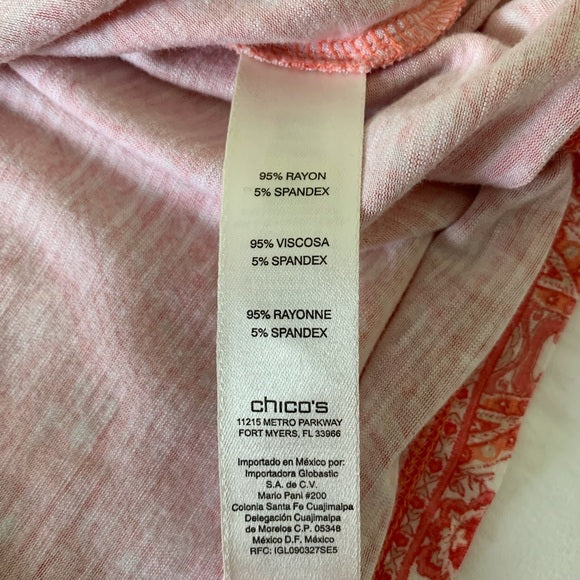 95% RAYON
5% SPANDEX
95% VISCOSA
5% SPANDEX
95% RAYONNE
5% SPANDEX
chico's
11215 METRO PARKWAY
FORT MYERS, FL 33966
Importado en México por:
Importadora Globastic
S.A. de C.V.
Mario Pani #200
Colonia Santa Fe Cuajimalpa
Delegación Cuajimalpa
de Morelos C.P. 05348
México D.F. México
RFC: IGL090327SE5